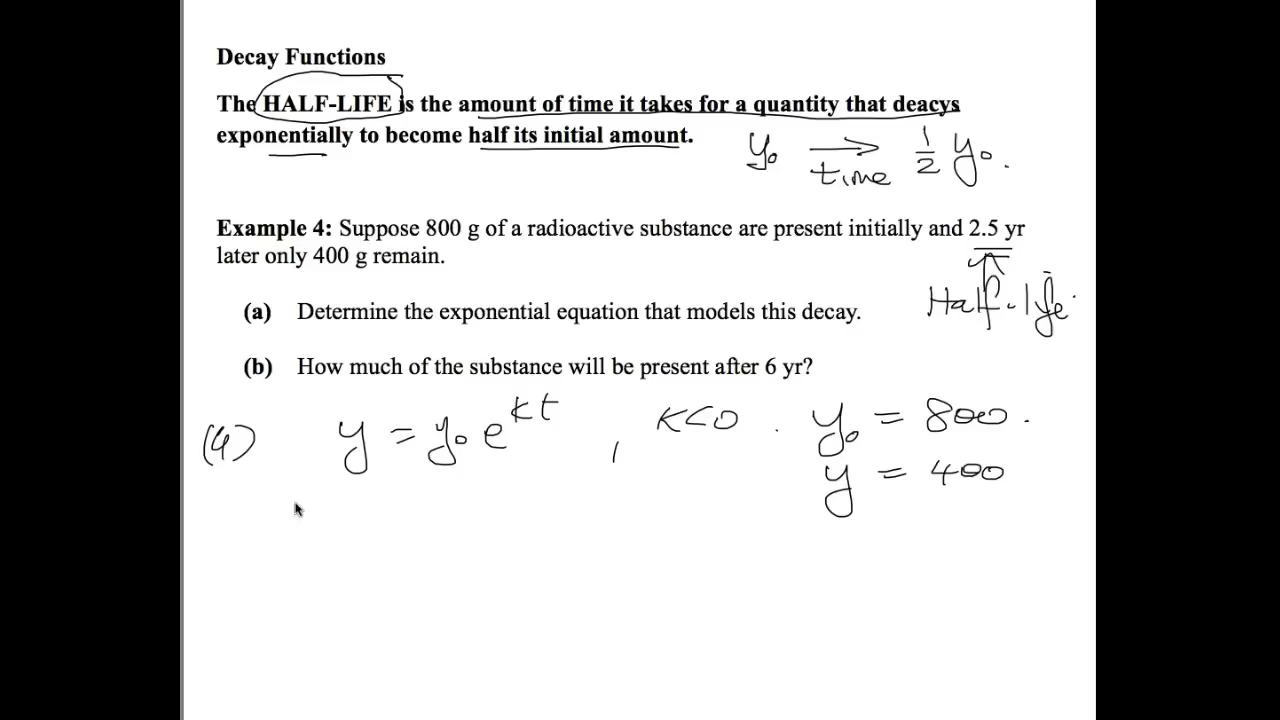 Decay Functions
The HALF-LIFE is the amount of time it takes for a quantity that deacys
exponentially to become half its initial amount.
y₀ → time ½ y₀.
Example 4: Suppose 800 g of a radioactive substance are present initially and 2.5 yr
later only 400 g remain.
Half-life
(a) Determine the exponential equation that models this decay.
(b) How much of the substance will be present after 6 yr?
(4) y = y₀ e^{kt} , k<0 . y₀ = 800.
y = 400